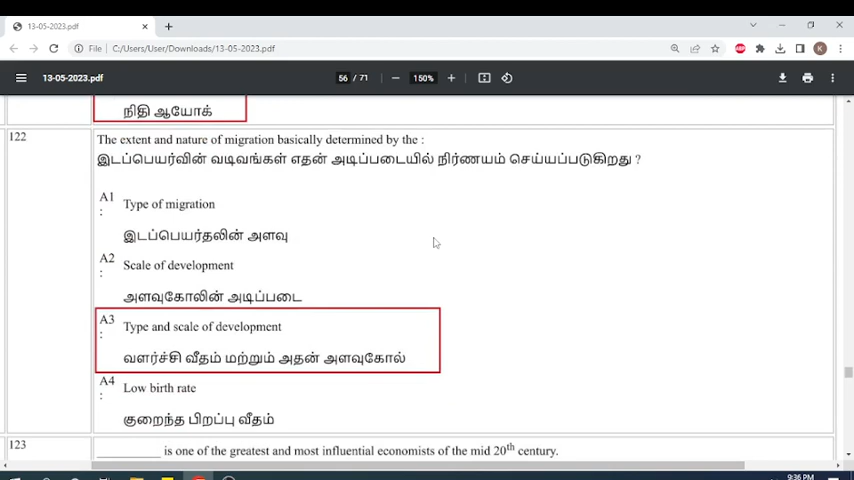 13-05-2023.pdf
File
C:/Users/User/Downloads/13-05-2023.pdf
ABP
K
13-05-2023.pdf
56 / 71
150%
நிதி ஆயோக்
122
The extent and nature of migration basically determined by the :
இடப்பெயர்வின் வடிவங்கள் எதன் அடிப்படையில் நிர்ணயம் செய்யப்படுகிறது ?
A1
:
Type of migration
இடப்பெயர்தலின் அளவு
A2
:
Scale of development
அளவுகோலின் அடிப்படை
A3
:
Type and scale of development
வளர்ச்சி வீதம் மற்றும் அதன் அளவுகோல்
A4
:
Low birth rate
குறைந்த பிறப்பு வீதம்
123
__________ is one of the greatest and most influential economists of the mid 20th century.
9:36 PM